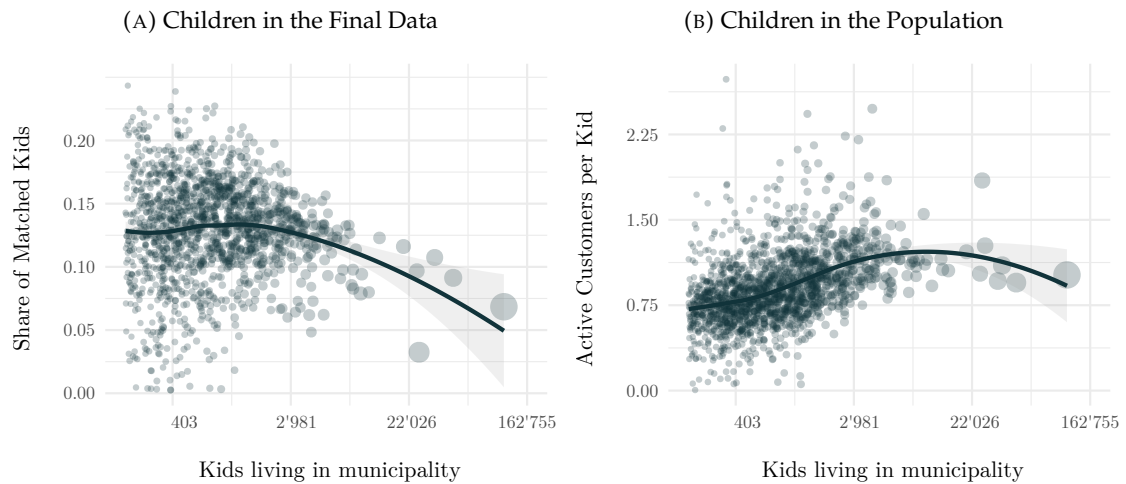 (A) Children in the Final Data
Share of Matched Kids
0.20
0.15
0.10
0.05
0.00
403 2'981 22'026 162'755
Kids living in municipality
(B) Children in the Population
Active Customers per Kid
2.25
1.50
0.75
0.00
403 2'981 22'026 162'755
Kids living in municipality